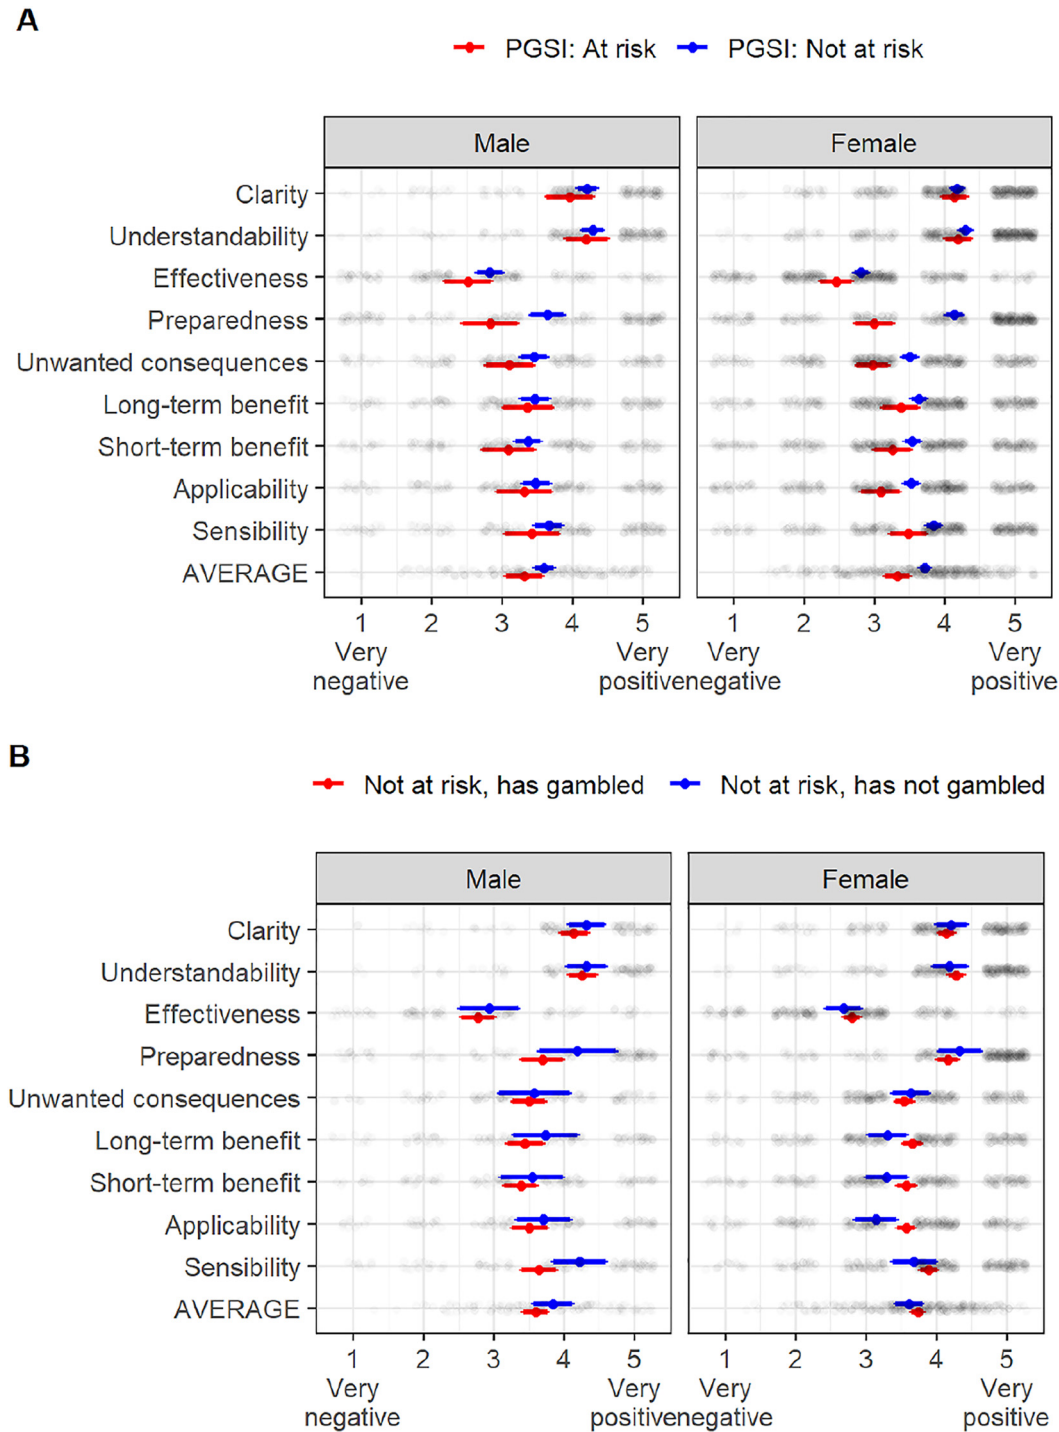 A
PGSI: At risk PGSI: Not at risk
Male Female
Clarity
Understandability
Effectiveness
Preparedness
Unwanted consequences
Long-term benefit
Short-term benefit
Applicability
Sensibility
AVERAGE
1 2 3 4 5 1 2 3 4 5
Very Very Very Very
negative positivenegative positive
B
Not at risk, has gambled Not at risk, has not gambled
Male Female
Clarity
Understandability
Effectiveness
Preparedness
Unwanted consequences
Long-term benefit
Short-term benefit
Applicability
Sensibility
AVERAGE
1 2 3 4 5 1 2 3 4 5
Very Very Very Very
negative positivenegative positive